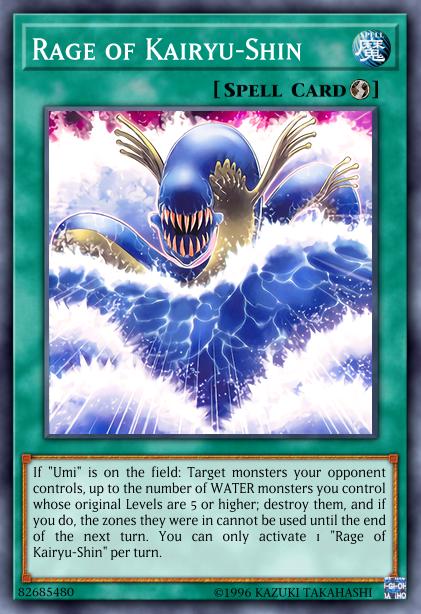 Rage of Kairyu-Shin
SPELL
魔
[Spell Card]
If "Umi" is on the field: Target monsters your opponent
controls, up to the number of WATER monsters you control
whose original Levels are 5 or higher; destroy them, and if
you do, the zones they were in cannot be used until the end
of the next turn. You can only activate 1 "Rage of
Kairyu-Shin" per turn.
82685480
©1996 KAZUKI TAKAHASHI